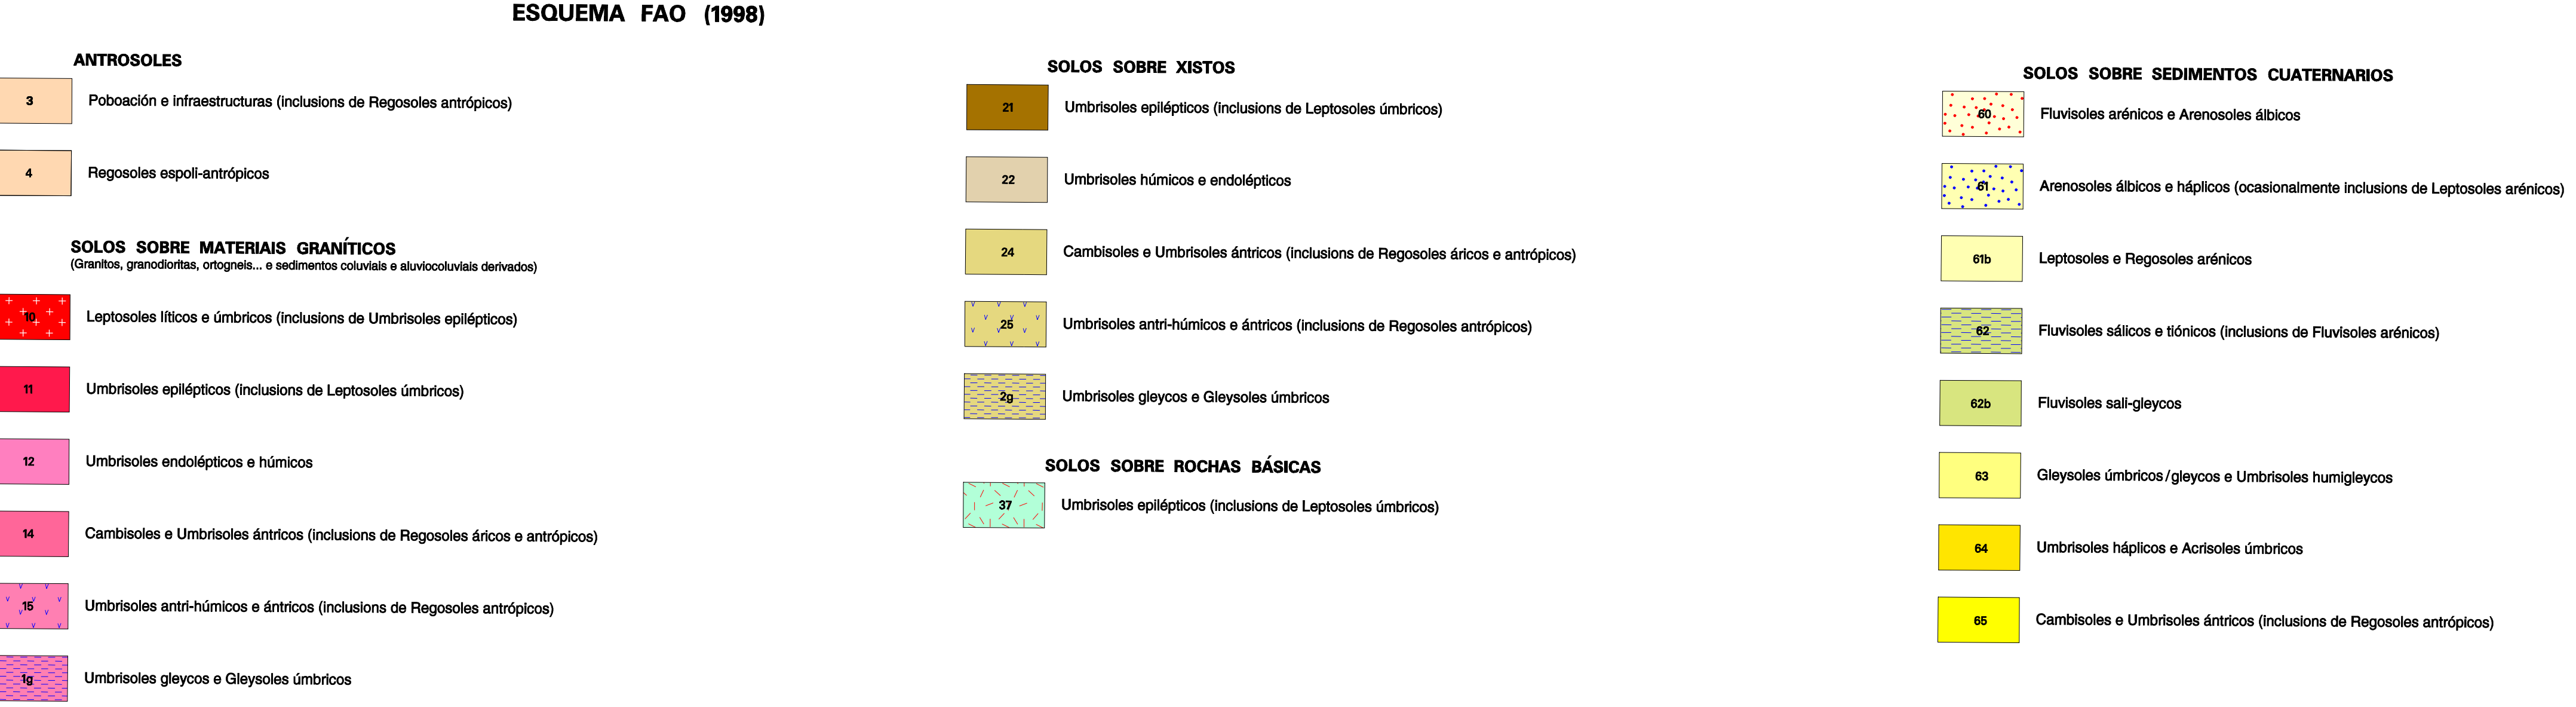 ESQUEMA FAO (1998)
ANTROSOLES
3 Poboación e infraestructuras (inclusions de Regosoles antrópicos)
4 Regosoles espoli-antrópicos
SOLOS SOBRE MATERIAIS GRANÍTICOS
(Granitos, granodioritas, ortogneis... e sedimentos coluviais e aluviocoluviais derivados)
10 Leptosoles líticos e úmbricos (inclusions de Umbrisoles epilépticos)
11 Umbrisoles epilépticos (inclusions de Leptosoles úmbricos)
12 Umbrisoles endolépticos e húmicos
14 Cambisoles e Umbrisoles ántricos (inclusions de Regosoles áricos e antrópicos)
15 Umbrisoles antri-húmicos e ántricos (inclusions de Regosoles antrópicos)
1g Umbrisoles gleycos e Gleysoles úmbricos
SOLOS SOBRE XISTOS
21 Umbrisoles epilépticos (inclusions de Leptosoles úmbricos)
22 Umbrisoles húmicos e endolépticos
24 Cambisoles e Umbrisoles ántricos (inclusions de Regosoles áricos e antrópicos)
25 Umbrisoles antri-húmicos e ántricos (inclusions de Regosoles antrópicos)
2g Umbrisoles gleycos e Gleysoles úmbricos
SOLOS SOBRE ROCHAS BÁSICAS
37 Umbrisoles epilépticos (inclusions de Leptosoles úmbricos)
SOLOS SOBRE SEDIMENTOS CUATERNARIOS
60 Fluvisoles arénicos e Arenosoles álbicos
61 Arenosoles álbicos e háplicos (ocasionalmente inclusions de Leptosoles arénicos)
61b Leptosoles e Regosoles arénicos
62 Fluvisoles sálicos e tiónicos (inclusions de Fluvisoles arénicos)
62b Fluvisoles sali-gleycos
63 Gleysoles úmbricos/gleycos e Umbrisoles humigleycos
64 Umbrisoles háplicos e Acrisoles úmbricos
65 Cambisoles e Umbrisoles ántricos (inclusions de Regosoles antrópicos)